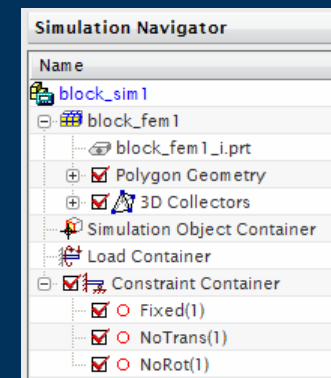 Simulation Navigator
Name
block_sim1
block_fem1
block_fem1_i.prt
Polygon Geometry
3D Collectors
Simulation Object Container
Load Container
Constraint Container
Fixed(1)
NoTrans(1)
NoRot(1)